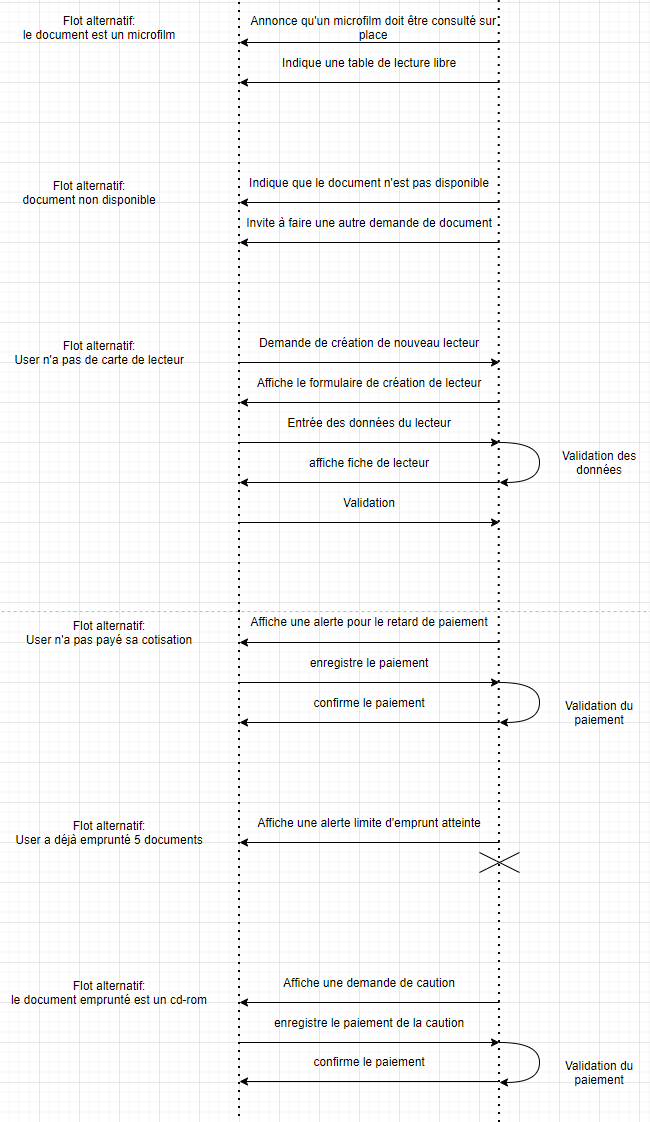 Flot alternatif:
le document est un microfilm
Annonce qu'un microfilm doit être consulté sur
place
Indique une table de lecture libre
Flot alternatif:
document non disponible
Indique que le document n'est pas disponible
Invite à faire une autre demande de document
Flot alternatif:
User n'a pas de carte de lecteur
Demande de création de nouveau lecteur
Affiche le formulaire de création de lecteur
Entrée des données du lecteur
Validation des
données
affiche fiche de lecteur
Validation
Flot alternatif:
User n'a pas payé sa cotisation
Affiche une alerte pour le retard de paiement
enregistre le paiement
confirme le paiement
Validation du
paiement
Flot alternatif:
User a déjà emprunté 5 documents
Affiche une alerte limite d'emprunt atteinte
Flot alternatif:
le document emprunté est un cd-rom
Affiche une demande de caution
enregistre le paiement de la caution
confirme le paiement
Validation du
paiement